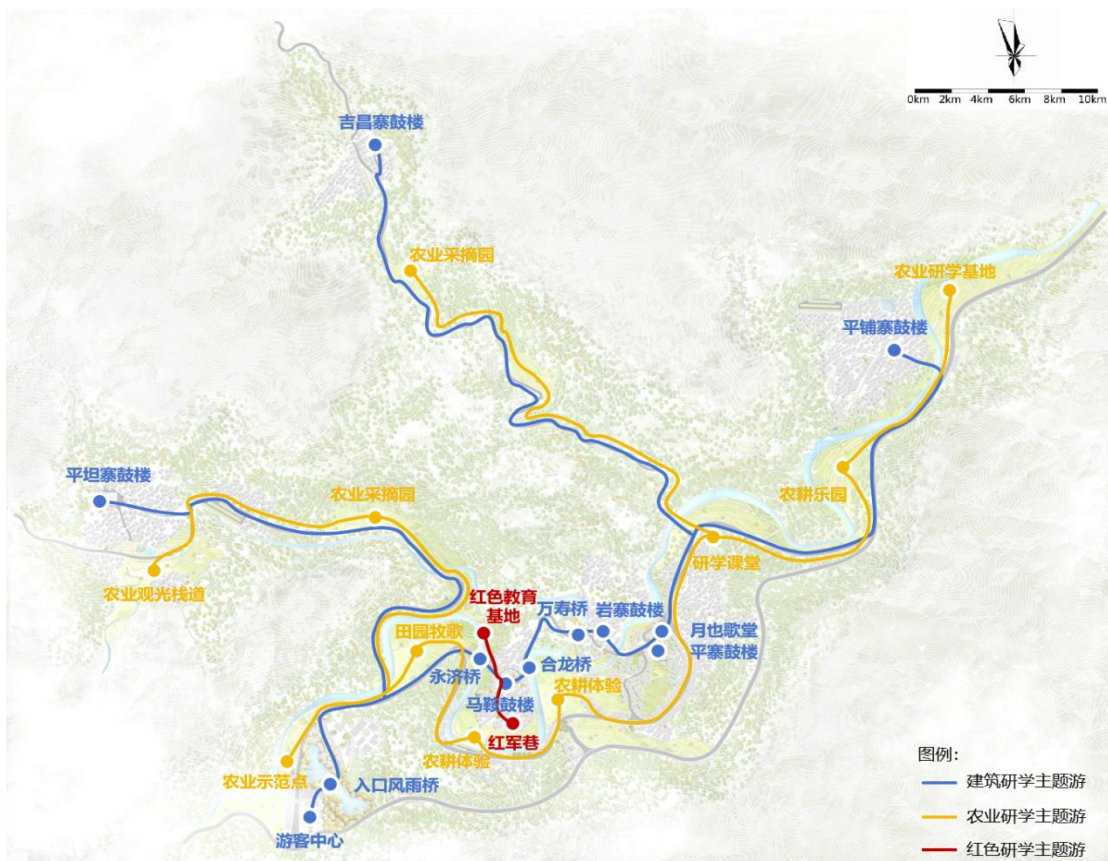 0km 2km 4km 6km 8km 10km
吉昌寨鼓楼
农业采摘园
农业研学基地
平铺寨鼓楼
平坦寨鼓楼
农业采摘园
农耕乐园
研学课堂
农业观光栈道
红色教育
基地
万寿桥
岩寨鼓楼
田园牧歌
月也歌堂
平寨鼓楼
永济桥
合龙桥
农耕体验
马鞍鼓楼
红军巷
农耕体验
农业示范点
入口风雨桥
游客中心
图例：
建筑研学主题游
农业研学主题游
红色研学主题游